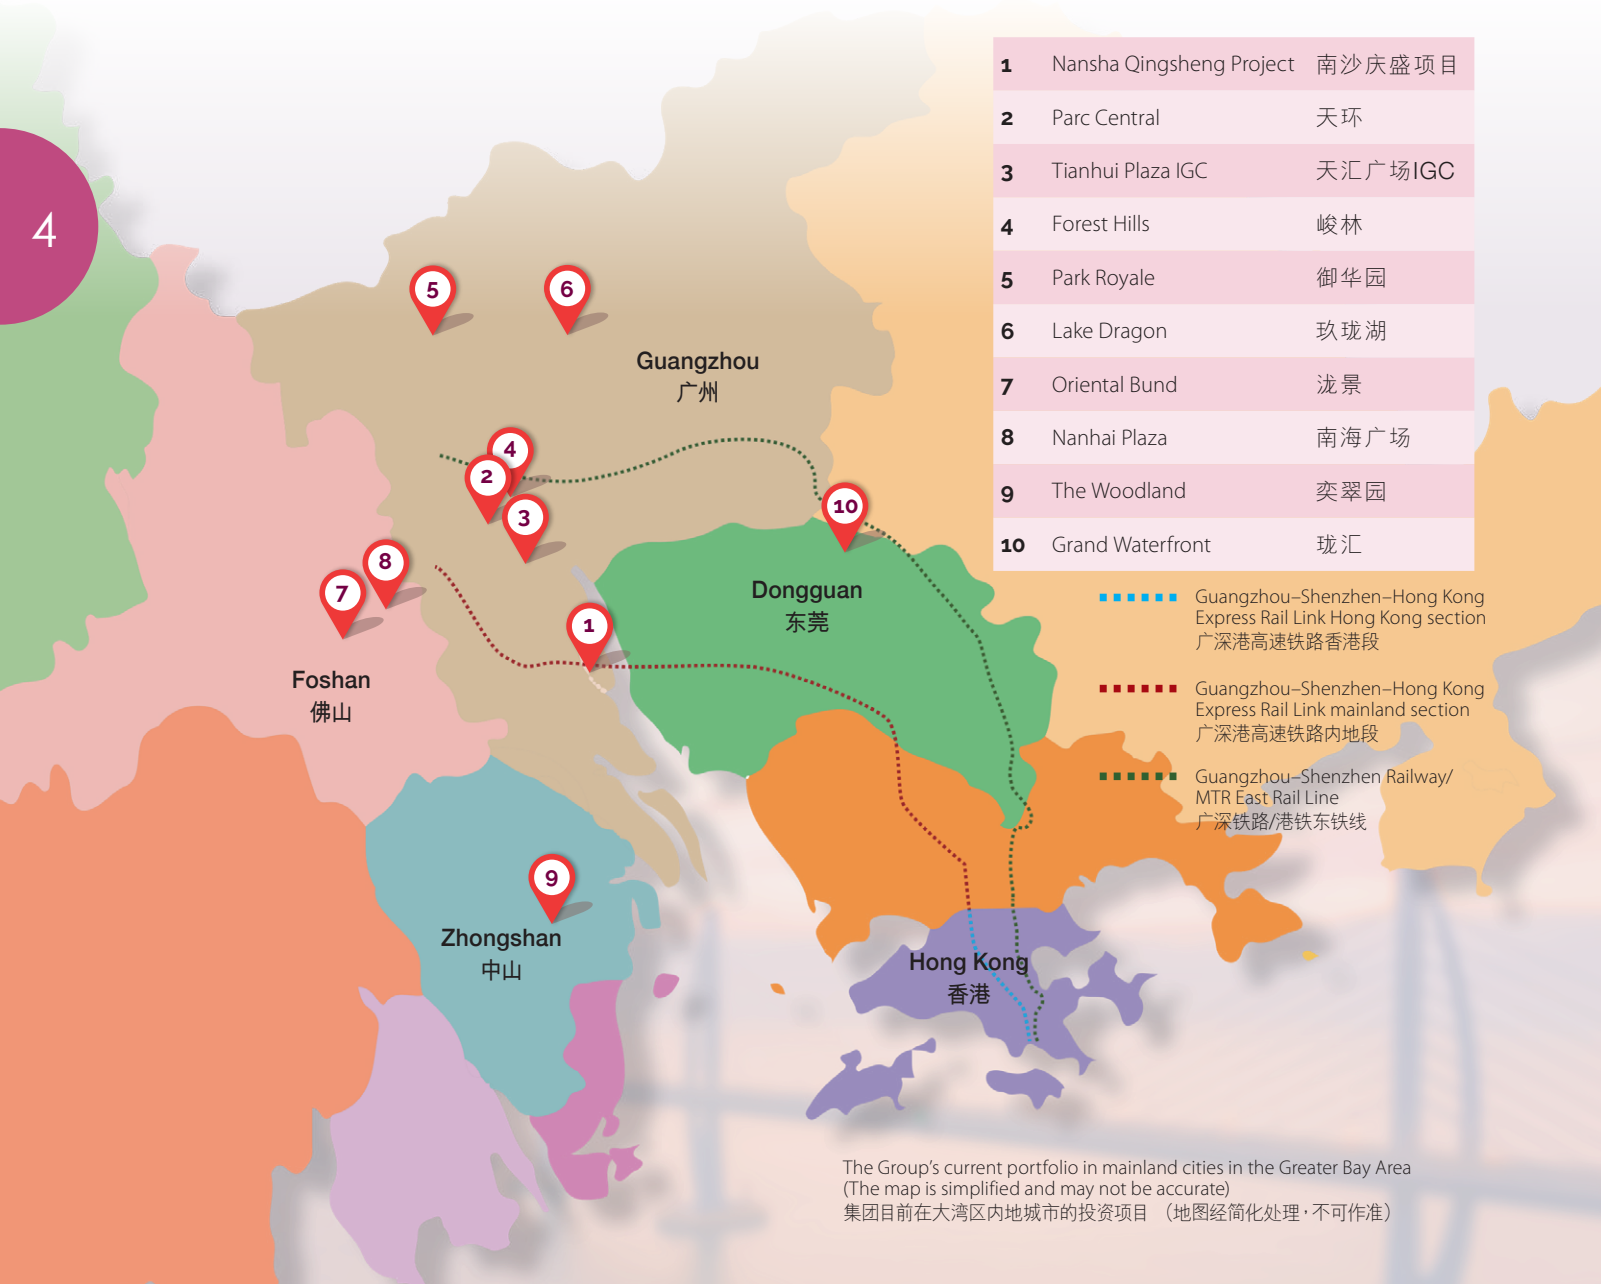 4
1 Nansha Qingsheng Project 南沙庆盛项目
2 Parc Central 天环
3 Tianhui Plaza IGC 天汇广场IGC
4 Forest Hills 峻林
5 Park Royale 御华园
6 Lake Dragon 玖珑湖
7 Oriental Bund 泷景
8 Nanhai Plaza 南海广场
9 The Woodland 奕翠园
10 Grand Waterfront 珑汇
5
6
Guangzhou
广州
4
2
3
10
8
7
1
Dongguan
东莞
Foshan
佛山
9
Zhongshan
中山
Hong Kong
香港
Guangzhou–Shenzhen–Hong Kong
Express Rail Link Hong Kong section
广深港高速铁路香港段
Guangzhou–Shenzhen–Hong Kong
Express Rail Link mainland section
广深港高速铁路内地段
Guangzhou–Shenzhen Railway/
MTR East Rail Line
广深铁路/港铁东铁线
The Group's current portfolio in mainland cities in the Greater Bay Area
(The map is simplified and may not be accurate)
集团目前在大湾区内地城市的投资项目 （地图经简化处理，不可作准）